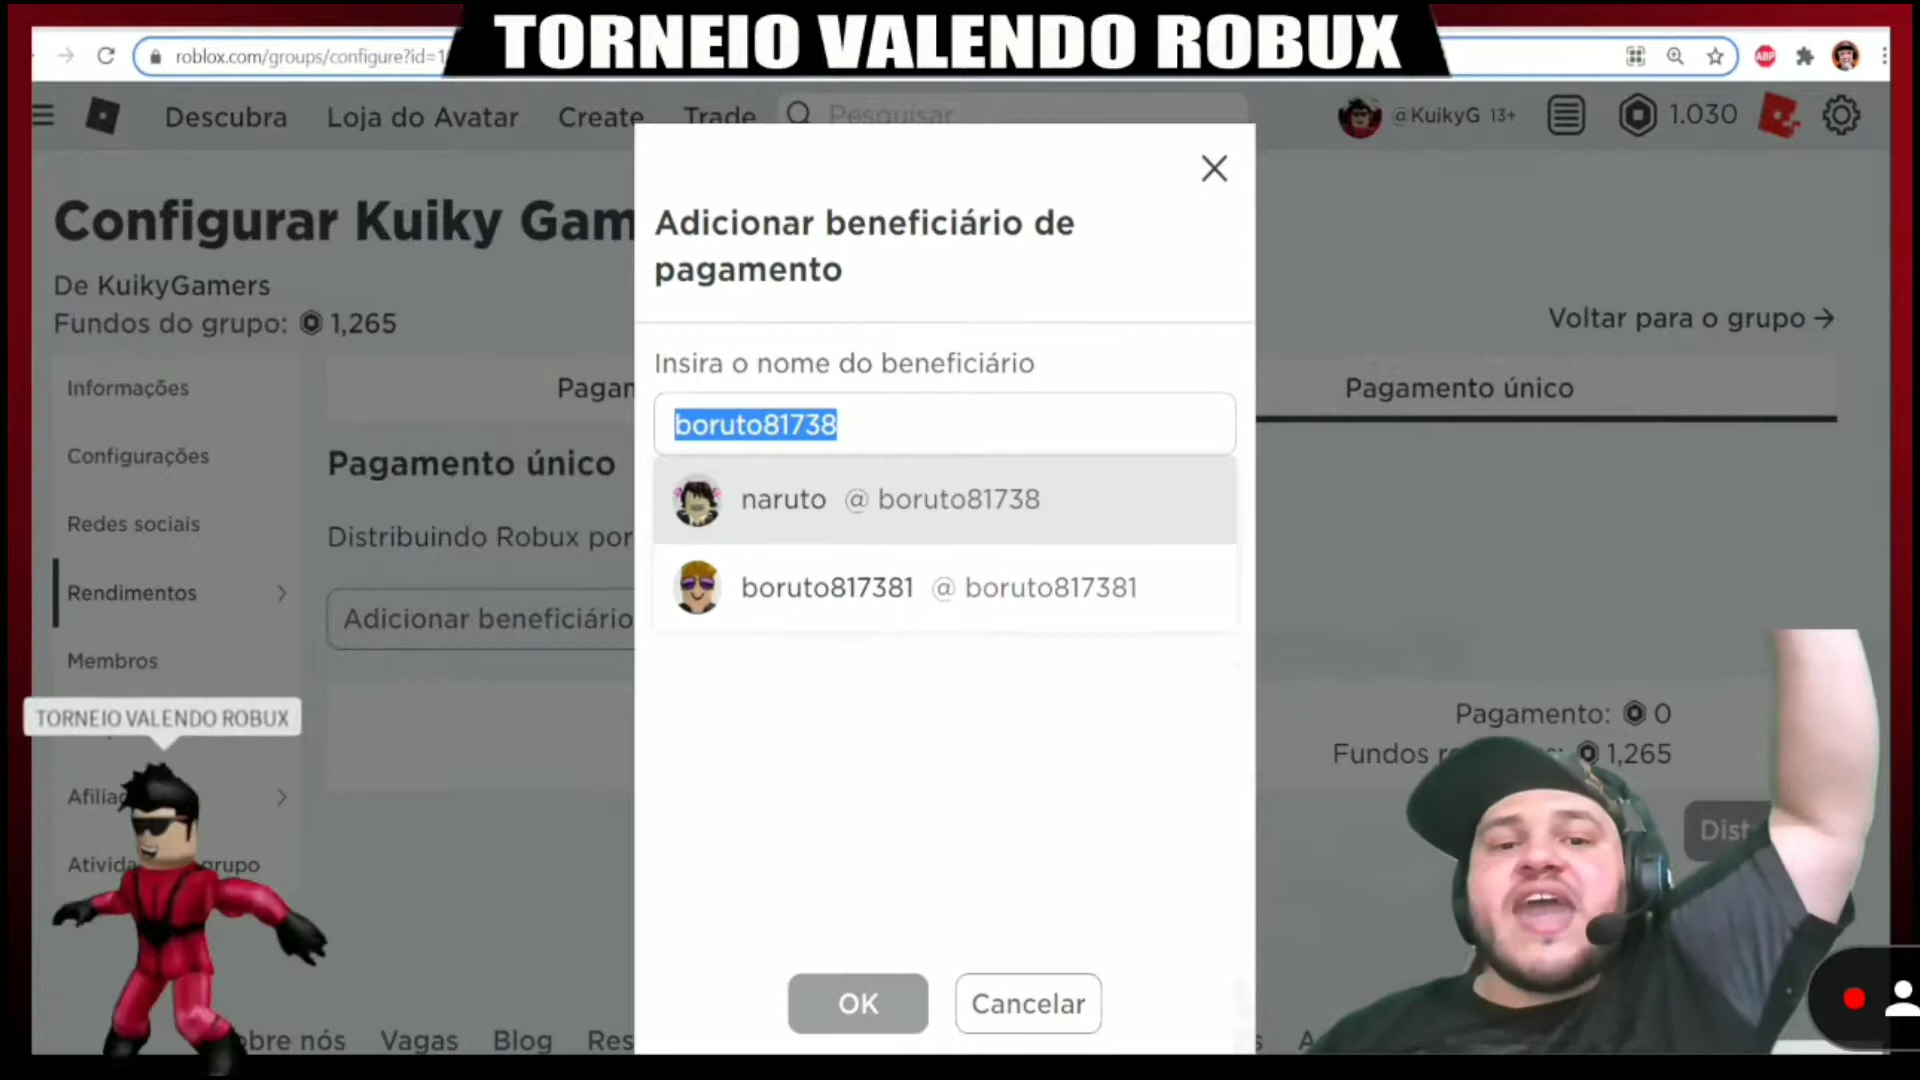 TORNEIO VALENDO ROBUX
roblox.com/groups/configure?id=1
ABP
Descubra Loja do Avatar Create Trade Pesquisar @KuikyG 13+ 1.030
Configurar Kuiky Gam
De KuikyGamers
Fundos do grupo: 1,265
Voltar para o grupo →
Informações
Configurações
Redes sociais
Rendimentos
Membros
Afilia
Ativida grupo
Pagam
Pagamento único
Pagamento único
Distribuindo Robux por
Adicionar beneficiário
Adicionar beneficiário de
pagamento
Insira o nome do beneficiário
boruto81738
naruto @ boruto81738
boruto817381 @ boruto817381
OK Cancelar
Pagamento: 0
Fundos r s: 1,265
Dist
TORNEIO VALENDO ROBUX
obre nós Vagas Blog Res